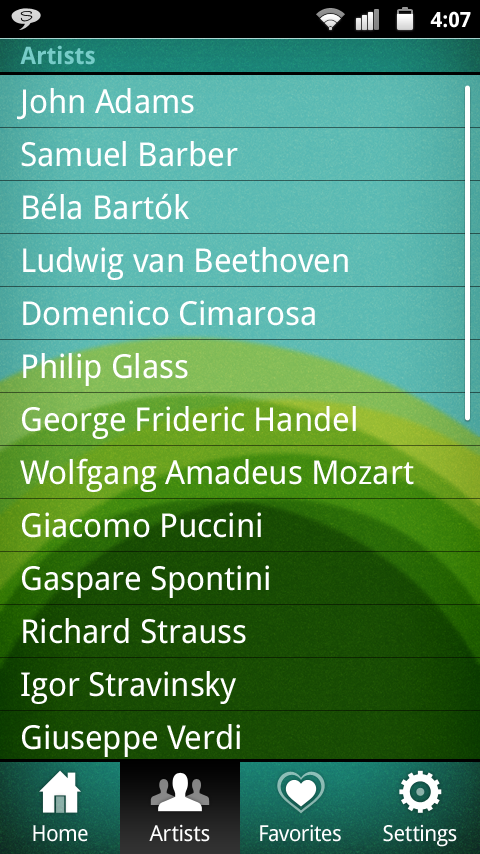 4:07
Artists
John Adams
Samuel Barber
Béla Bartók
Ludwig van Beethoven
Domenico Cimarosa
Philip Glass
George Frideric Handel
Wolfgang Amadeus Mozart
Giacomo Puccini
Gaspare Spontini
Richard Strauss
Igor Stravinsky
Giuseppe Verdi
Home Artists Favorites Settings